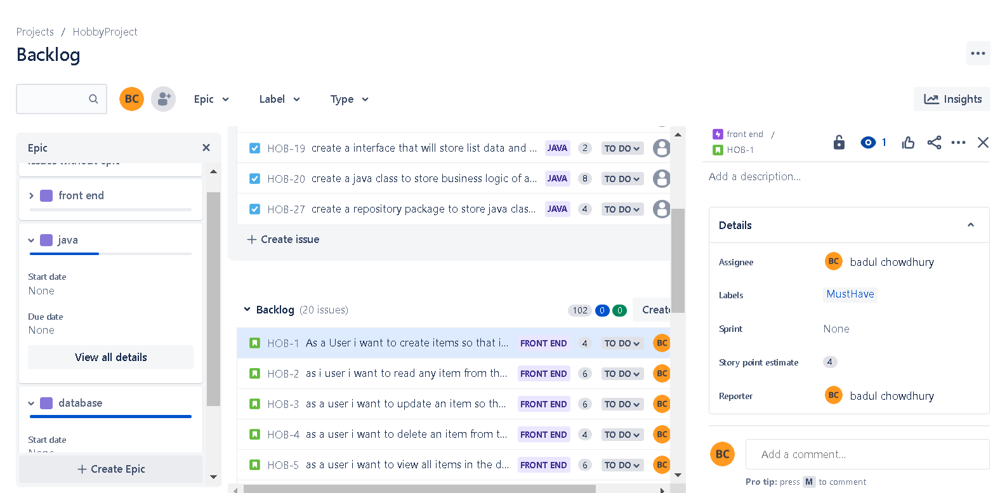 Projects / HobbyProject
Backlog
BC
Epic
Label
Type
Insights
Epic
front end
java
Start date
None
Due date
None
View all details
database
Start date
+ Create Epic
HOB-19 create a interface that will store list data and ... JAVA 2 TO DO
HOB-20 create a java class to store business logic of a... JAVA 8 TO DO
HOB-27 create a repository package to store java clas... JAVA 4 TO DO
+ Create issue
Backlog (20 issues) 102 0 0
HOB-1 As a User i want to create items so that i... FRONT END 4 TO DO BC
HOB-2 as i user i want to read any item from th... FRONT END 6 TO DO BC
HOB-3 as a user i want to update an item so th... FRONT END 6 TO DO BC
HOB-4 as a user i want to delete an item from t... FRONT END 4 TO DO BC
HOB-5 as a user i want to view all items in the d... FRONT END 6 TO DO BC
front end /
HOB-1
1
Add a description...
Details
Assignee BC badul chowdhury
Labels MustHave
Sprint None
Story point estimate 4
Reporter BC badul chowdhury
BC Add a comment...
Pro tip: press M to comment